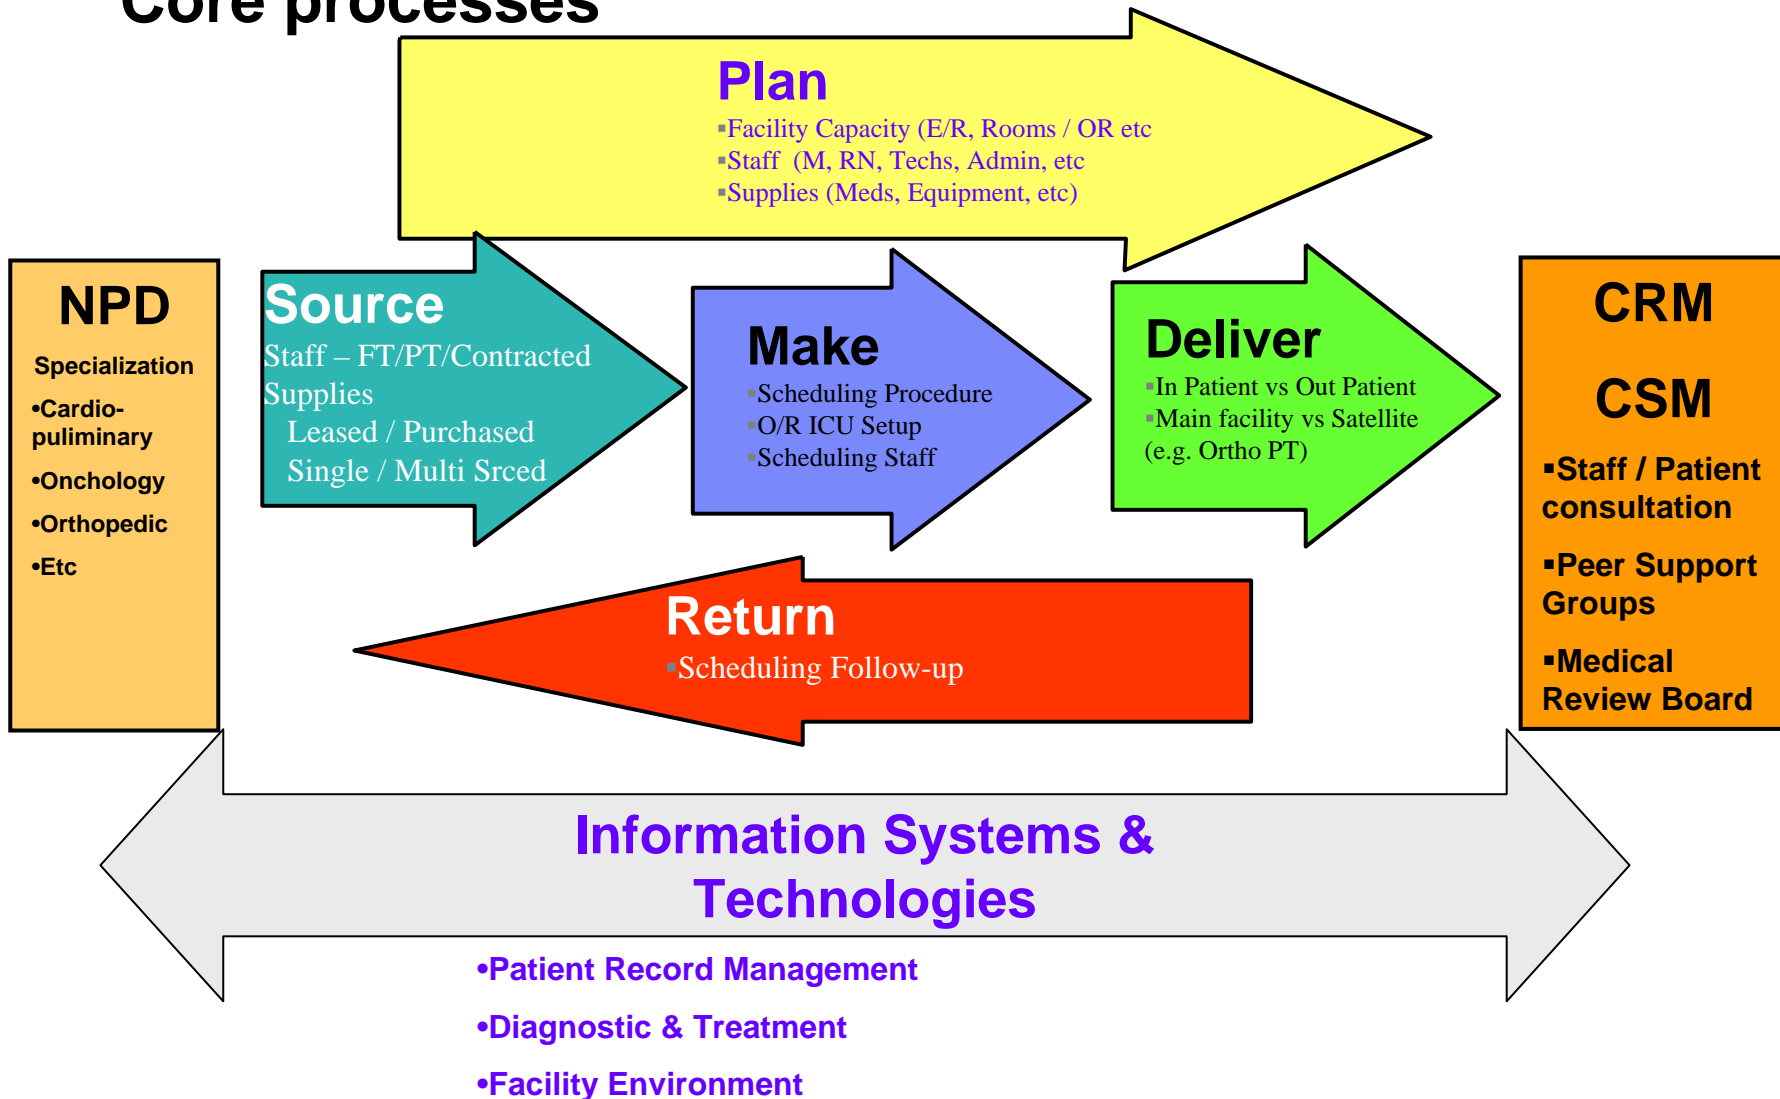 Core processes
Plan
▪Facility Capacity (E/R, Rooms / OR etc
▪Staff  (M, RN, Techs, Admin, etc
▪Supplies (Meds, Equipment, etc)
NPD
Specialization
•Cardio-
puliminary
•Onchology
•Orthopedic
•Etc
Source
Staff – FT/PT/Contracted
Supplies
Leased / Purchased
Single / Multi Srced
Make
▪Scheduling Procedure
▪O/R ICU Setup
▪Scheduling Staff
Deliver
▪In Patient vs Out Patient
▪Main facility vs Satellite
(e.g. Ortho PT)
CRM
CSM
▪Staff / Patient
consultation
▪Peer Support
Groups
▪Medical
Review Board
Return
▪Scheduling Follow-up
Information Systems &
Technologies
•Patient Record Management
•Diagnostic & Treatment
•Facility Environment